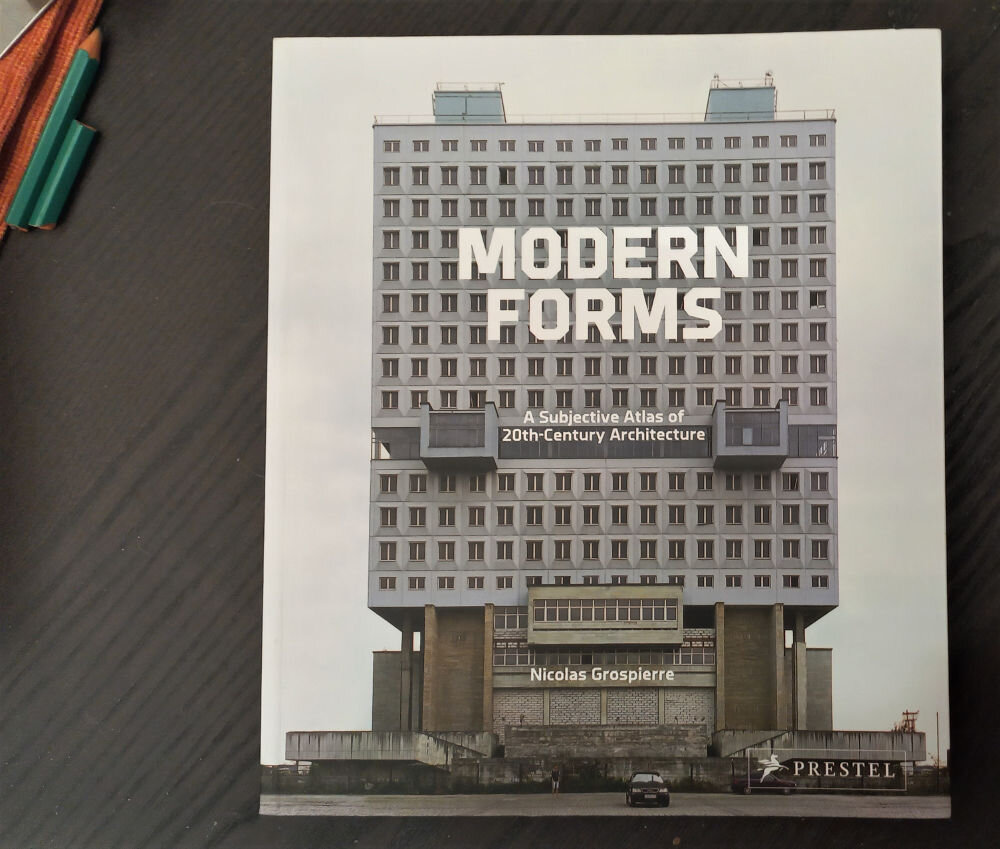 MODERN
FORMS
A Subjective Atlas of
20th-Century Architecture
Nicolas Grospierre
PRESTEL